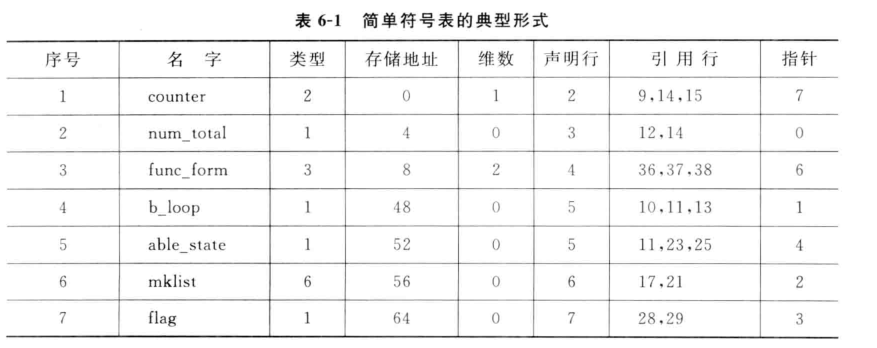 表 6-1 简单符号表的典型形式
序号 名 字 类型 存储地址 维数 声明行 引 用 行 指针
1 counter 2 0 1 2 9,14,15 7
2 num_total 1 4 0 3 12,14 0
3 func_form 3 8 2 4 36,37,38 6
4 b_loop 1 48 0 5 10,11,13 1
5 able_state 1 52 0 5 11,23,25 4
6 mklist 6 56 0 6 17,21 2
7 flag 1 64 0 7 28,29 3